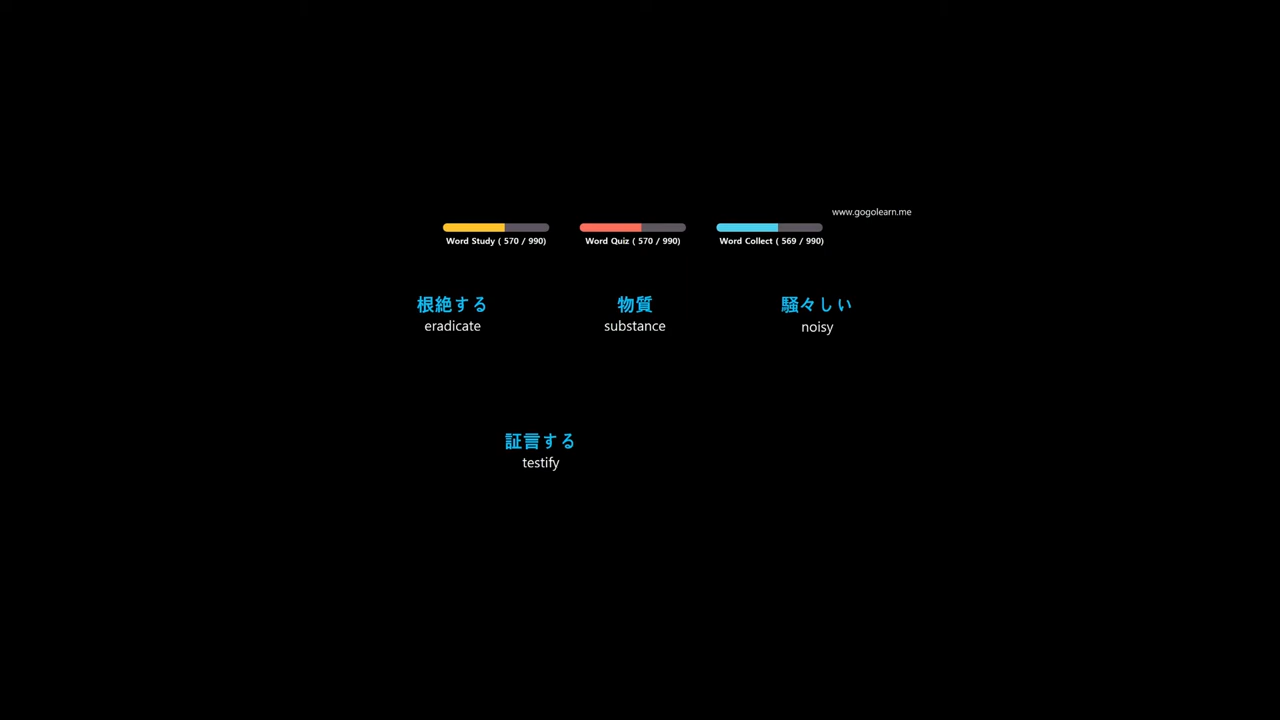 www.gogolearn.me
Word Study ( 570 / 990)
Word Quiz ( 570 / 990)
Word Collect ( 569 / 990)
根絶する
eradicate
物質
substance
騒々しい
noisy
証言する
testify